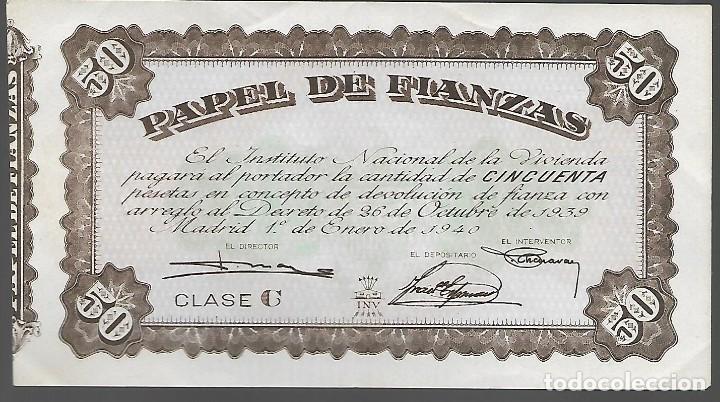 50 50
PAPEL DE FIANZAS
PAPEL DE FIANZAS
El Instituto Nacional de la Vivienda
pagará al portador la cantidad de CINCUENTA
pesetas en concepto de devolución de fianza con
arreglo al Decreto de 26 de Octubre de 1939
Madrid 1º de Enero de 1940
EL DIRECTOR EL DEPOSITARIO EL INTERVENTOR
CLASE C INV
50 50
todocoleccion